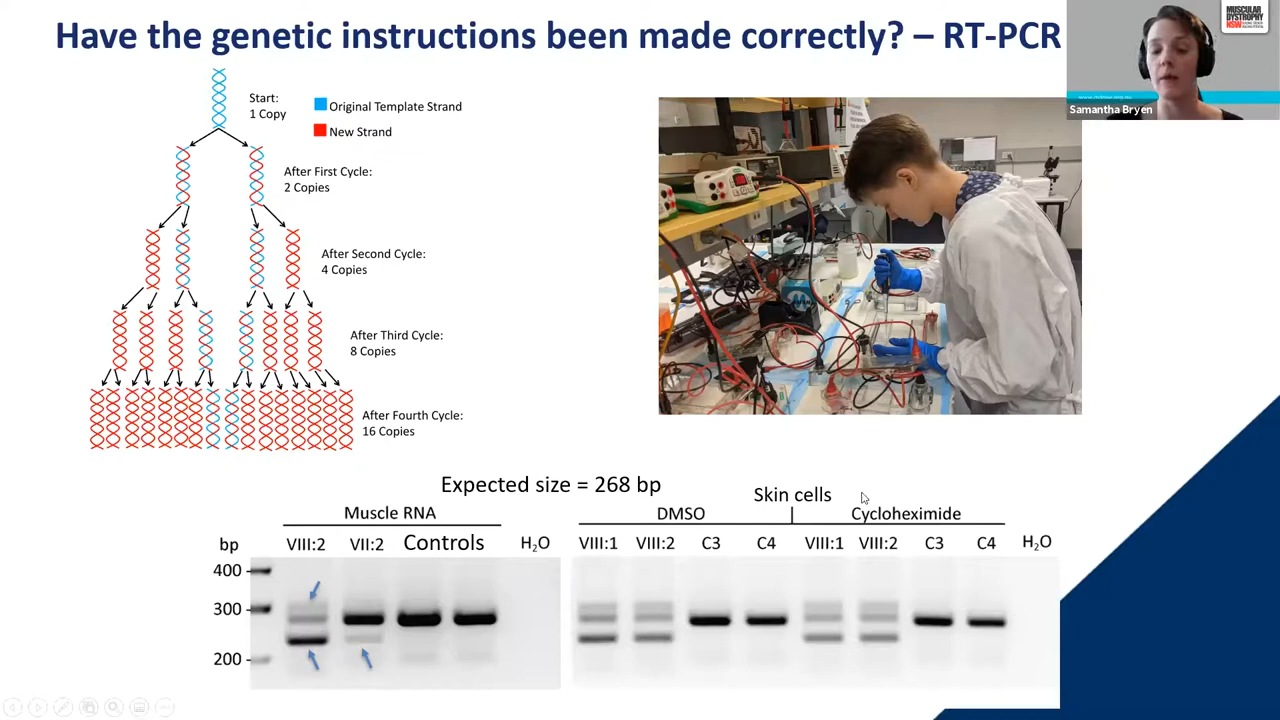 Have the genetic instructions been made correctly? – RT-PCR
MUSCULAR
DYSTROPHY
NSW
Samantha Bryen
Start:
1 Copy
Original Template Strand
New Strand
After First Cycle:
2 Copies
After Second Cycle:
4 Copies
After Third Cycle:
8 Copies
After Fourth Cycle:
16 Copies
Expected size = 268 bp
Skin cells
Muscle RNA
DMSO
Cycloheximide
bp VIII:2 VII:2 Controls H₂O VIII:1 VIII:2 C3 C4 VIII:1 VIII:2 C3 C4 H₂O
400
300
200